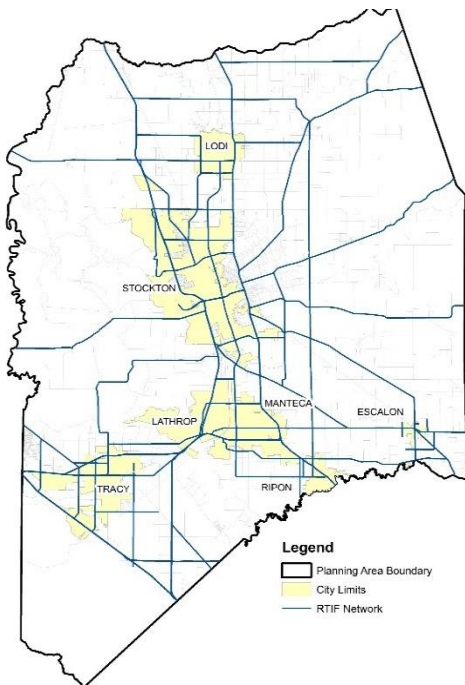 LODI
STOCKTON
MANTECA
ESCALON
LATHROP
TRACY
RIPON
Legend
Planning Area Boundary
City Limits
RTIF Network